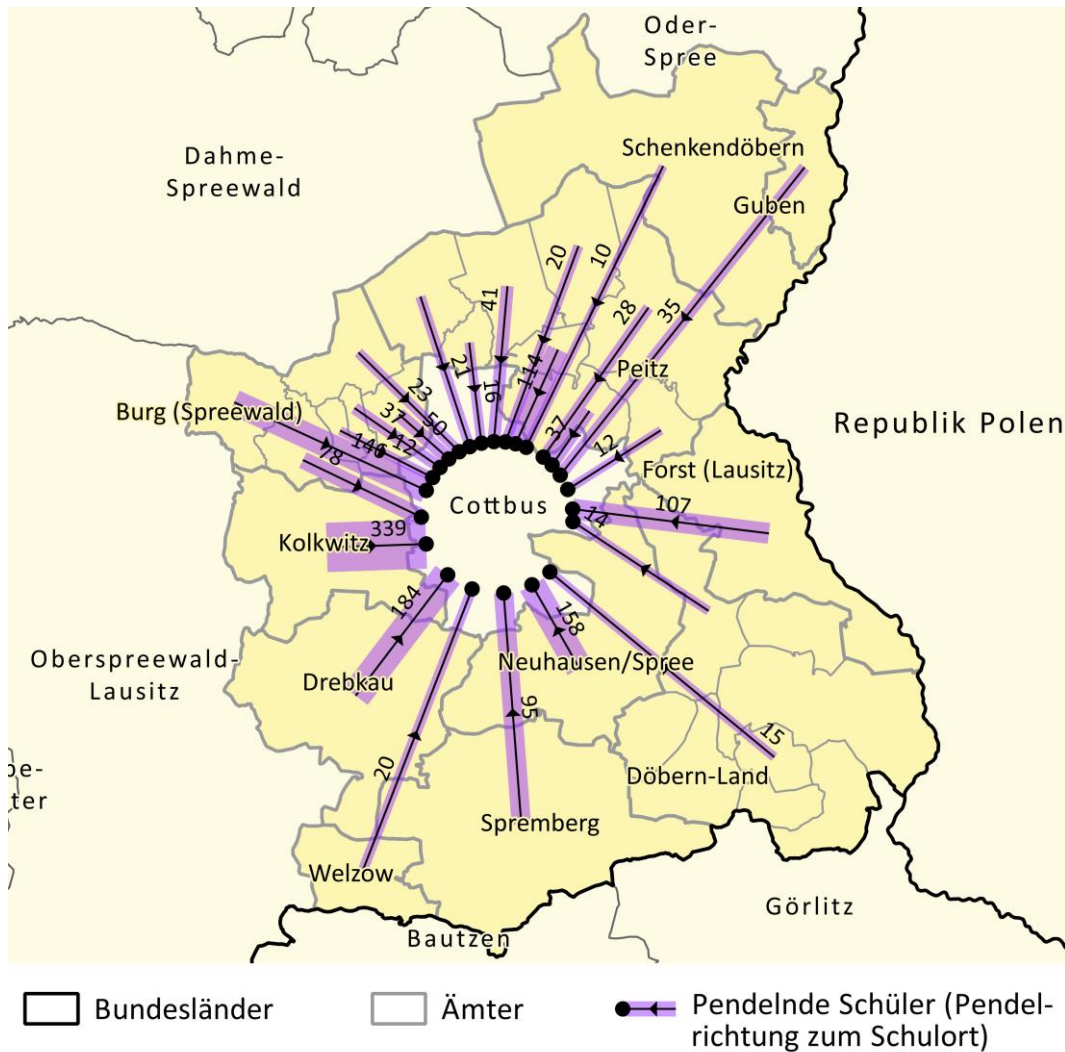 Oder-
Spree
Schenkendöbern
Dahme-
Spreewald
Guben
20
10
41
28
35
21
16
114
Peitz
23
37
50
37
12
Burg (Spreewald)
146
12
Republik Polen
78
Forst (Lausitz)
Cottbus
107
14
339
Kolkwitz
184
158
Oberspreewald-
Lausitz
Neuhausen/Spree
Drebkau
95
15
20
be-
ter
Döbern-Land
Spremberg
Welzow
Görlitz
Bautzen
Bundesländer
Ämter
Pendelnde Schüler (Pendel-
richtung zum Schulort)